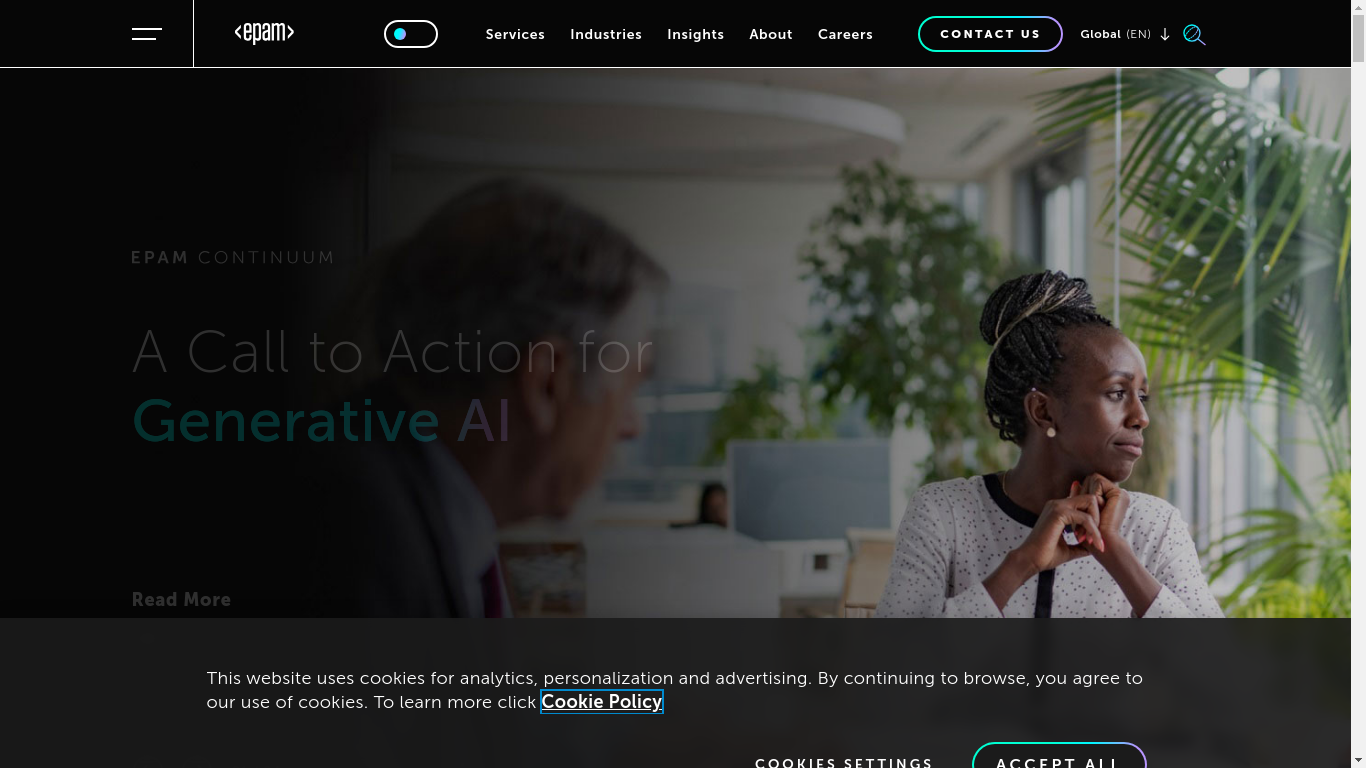 <epam>
Services
Industries
Insights
About
Careers
CONTACT US
Global (EN)
EPAM CONTINUUM
A Call to Action for
Generative AI
Read More
This website uses cookies for analytics, personalization and advertising. By continuing to browse, you agree to
our use of cookies. To learn more click Cookie Policy
COOKIES SETTINGS
ACCEPT ALL